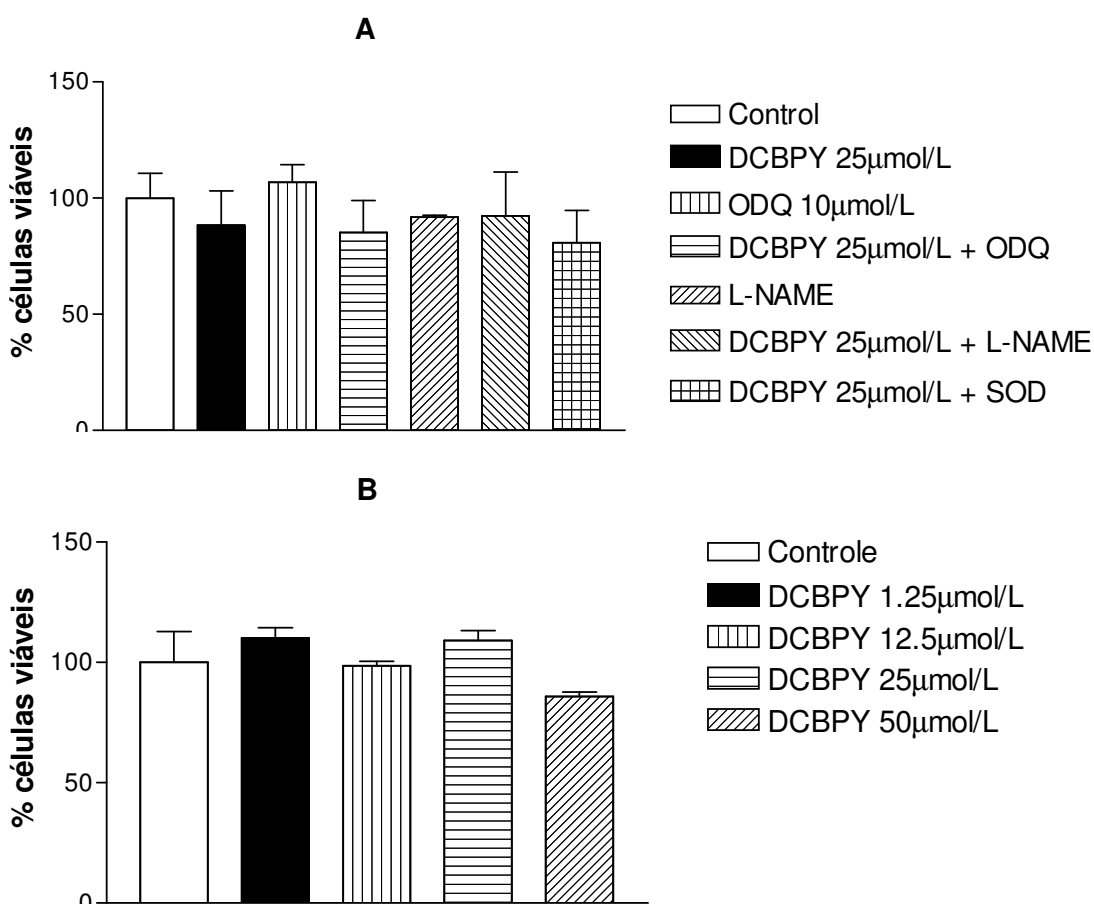 A
150
100
50
0
% células viáveis
Control
DCBPY 25μmol/L
ODQ 10μmol/L
DCBPY 25μmol/L + ODQ
L-NAME
DCBPY 25μmol/L + L-NAME
DCBPY 25μmol/L + SOD
B
150
100
50
0
% células viáveis
Controle
DCBPY 1.25μmol/L
DCBPY 12.5μmol/L
DCBPY 25μmol/L
DCBPY 50μmol/L